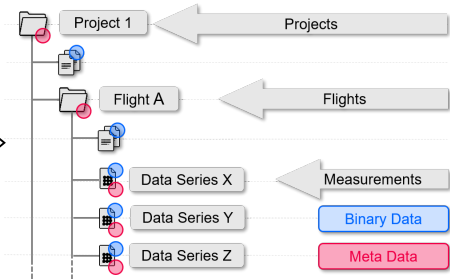 Project 1
Projects
Flight A
Flights
Data Series X
Measurements
Data Series Y
Binary Data
Data Series Z
Meta Data